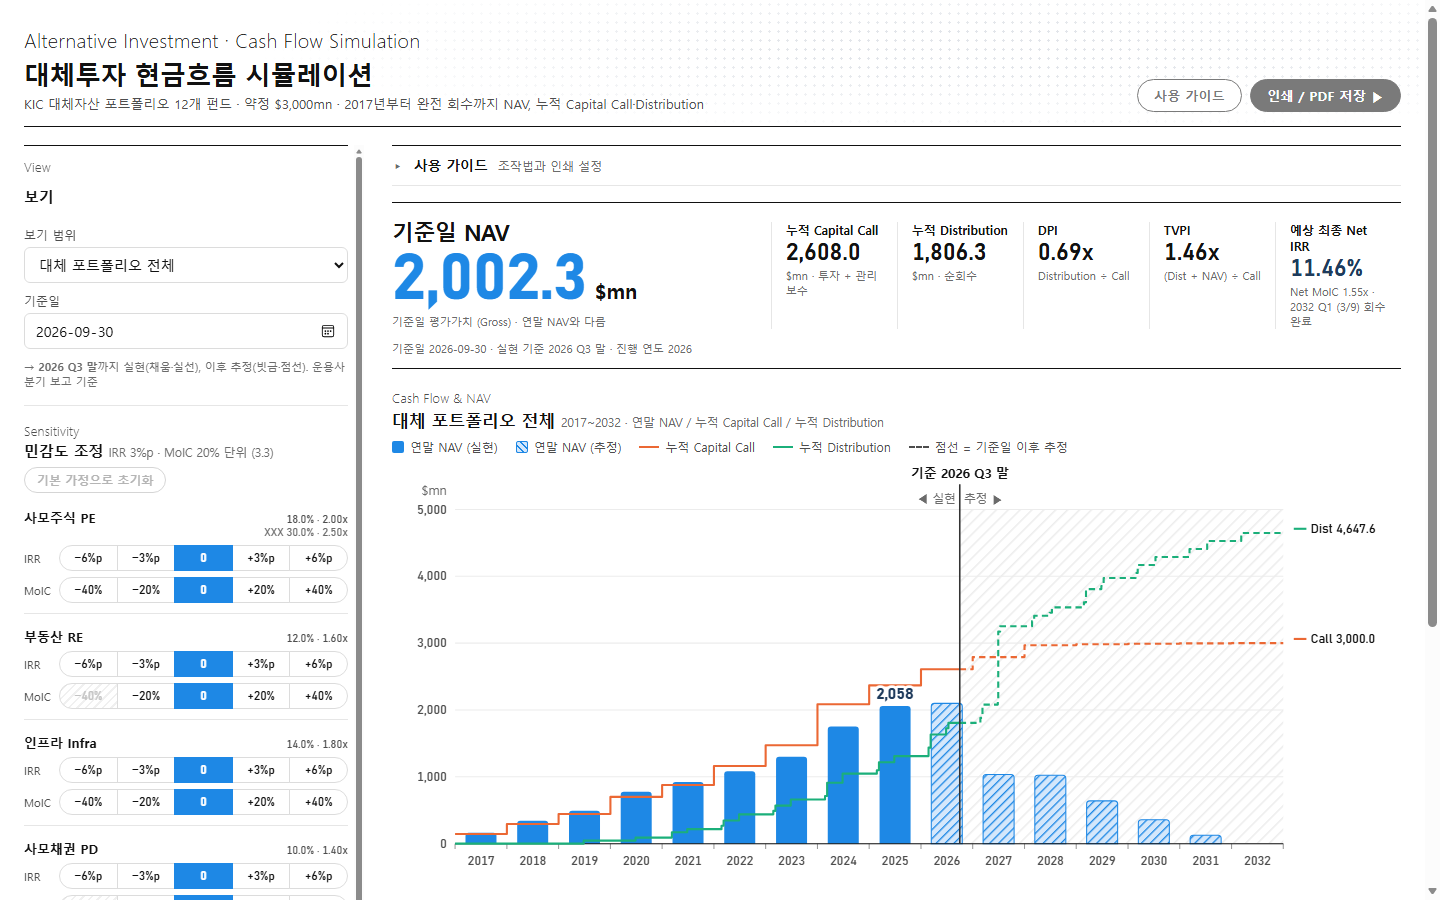 Alternative Investment · Cash Flow Simulation
대체투자 현금흐름 시뮬레이션
KIC 대체자산 포트폴리오 12개 펀드 · 약정 $3,000mn · 2017년부터 완전 회수까지 NAV, 누적 Capital Call·Distribution
사용 가이드
인쇄 / PDF 저장 ▶
View
보기
보기 범위
대체 포트폴리오 전체
기준일
2026-09-30
→ 2026 Q3 말까지 실현(채움·실선), 이후 추정(빗금·점선). 운용사
분기 보고 기준
Sensitivity
민감도 조정 IRR 3%p · MoIC 20% 단위 (3.3)
기본 가정으로 초기화
사모주식 PE
18.0% · 2.00x
XXX 30.0% · 2.50x
IRR −6%p −3%p 0 +3%p +6%p
MoIC −40% −20% 0 +20% +40%
부동산 RE 12.0% · 1.60x
IRR −6%p −3%p 0 +3%p +6%p
MoIC −40% −20% 0 +20% +40%
인프라 Infra 14.0% · 1.80x
IRR −6%p −3%p 0 +3%p +6%p
MoIC −40% −20% 0 +20% +40%
사모채권 PD 10.0% · 1.40x
IRR −6%p −3%p 0 +3%p +6%p
▸ 사용 가이드 조작법과 인쇄 설정
기준일 NAV
2,002.3 $mn
기준일 평가가치 (Gross) · 연말 NAV와 다름
기준일 2026-09-30 · 실현 기준 2026 Q3 말 · 진행 연도 2026
누적 Capital Call
2,608.0
$mn · 투자 + 관리
보수
누적 Distribution
1,806.3
$mn · 순회수
DPI
0.69x
Distribution ÷ Call
TVPI
1.46x
(Dist + NAV) ÷ Call
예상 최종 Net
IRR
11.46%
Net MoIC 1.55x ·
2032 Q1 (3/9) 회수
완료
Cash Flow & NAV
대체 포트폴리오 전체 2017~2032 · 연말 NAV / 누적 Capital Call / 누적 Distribution
연말 NAV (실현) 연말 NAV (추정) 누적 Capital Call 누적 Distribution 점선 = 기준일 이후 추정
기준 2026 Q3 말
◀ 실현 추정 ▶
$mn
5,000
4,000
3,000
2,000
1,000
0
2,058
Dist 4,647.6
Call 3,000.0
2017 2018 2019 2020 2021 2022 2023 2024 2025 2026 2027 2028 2029 2030 2031 2032